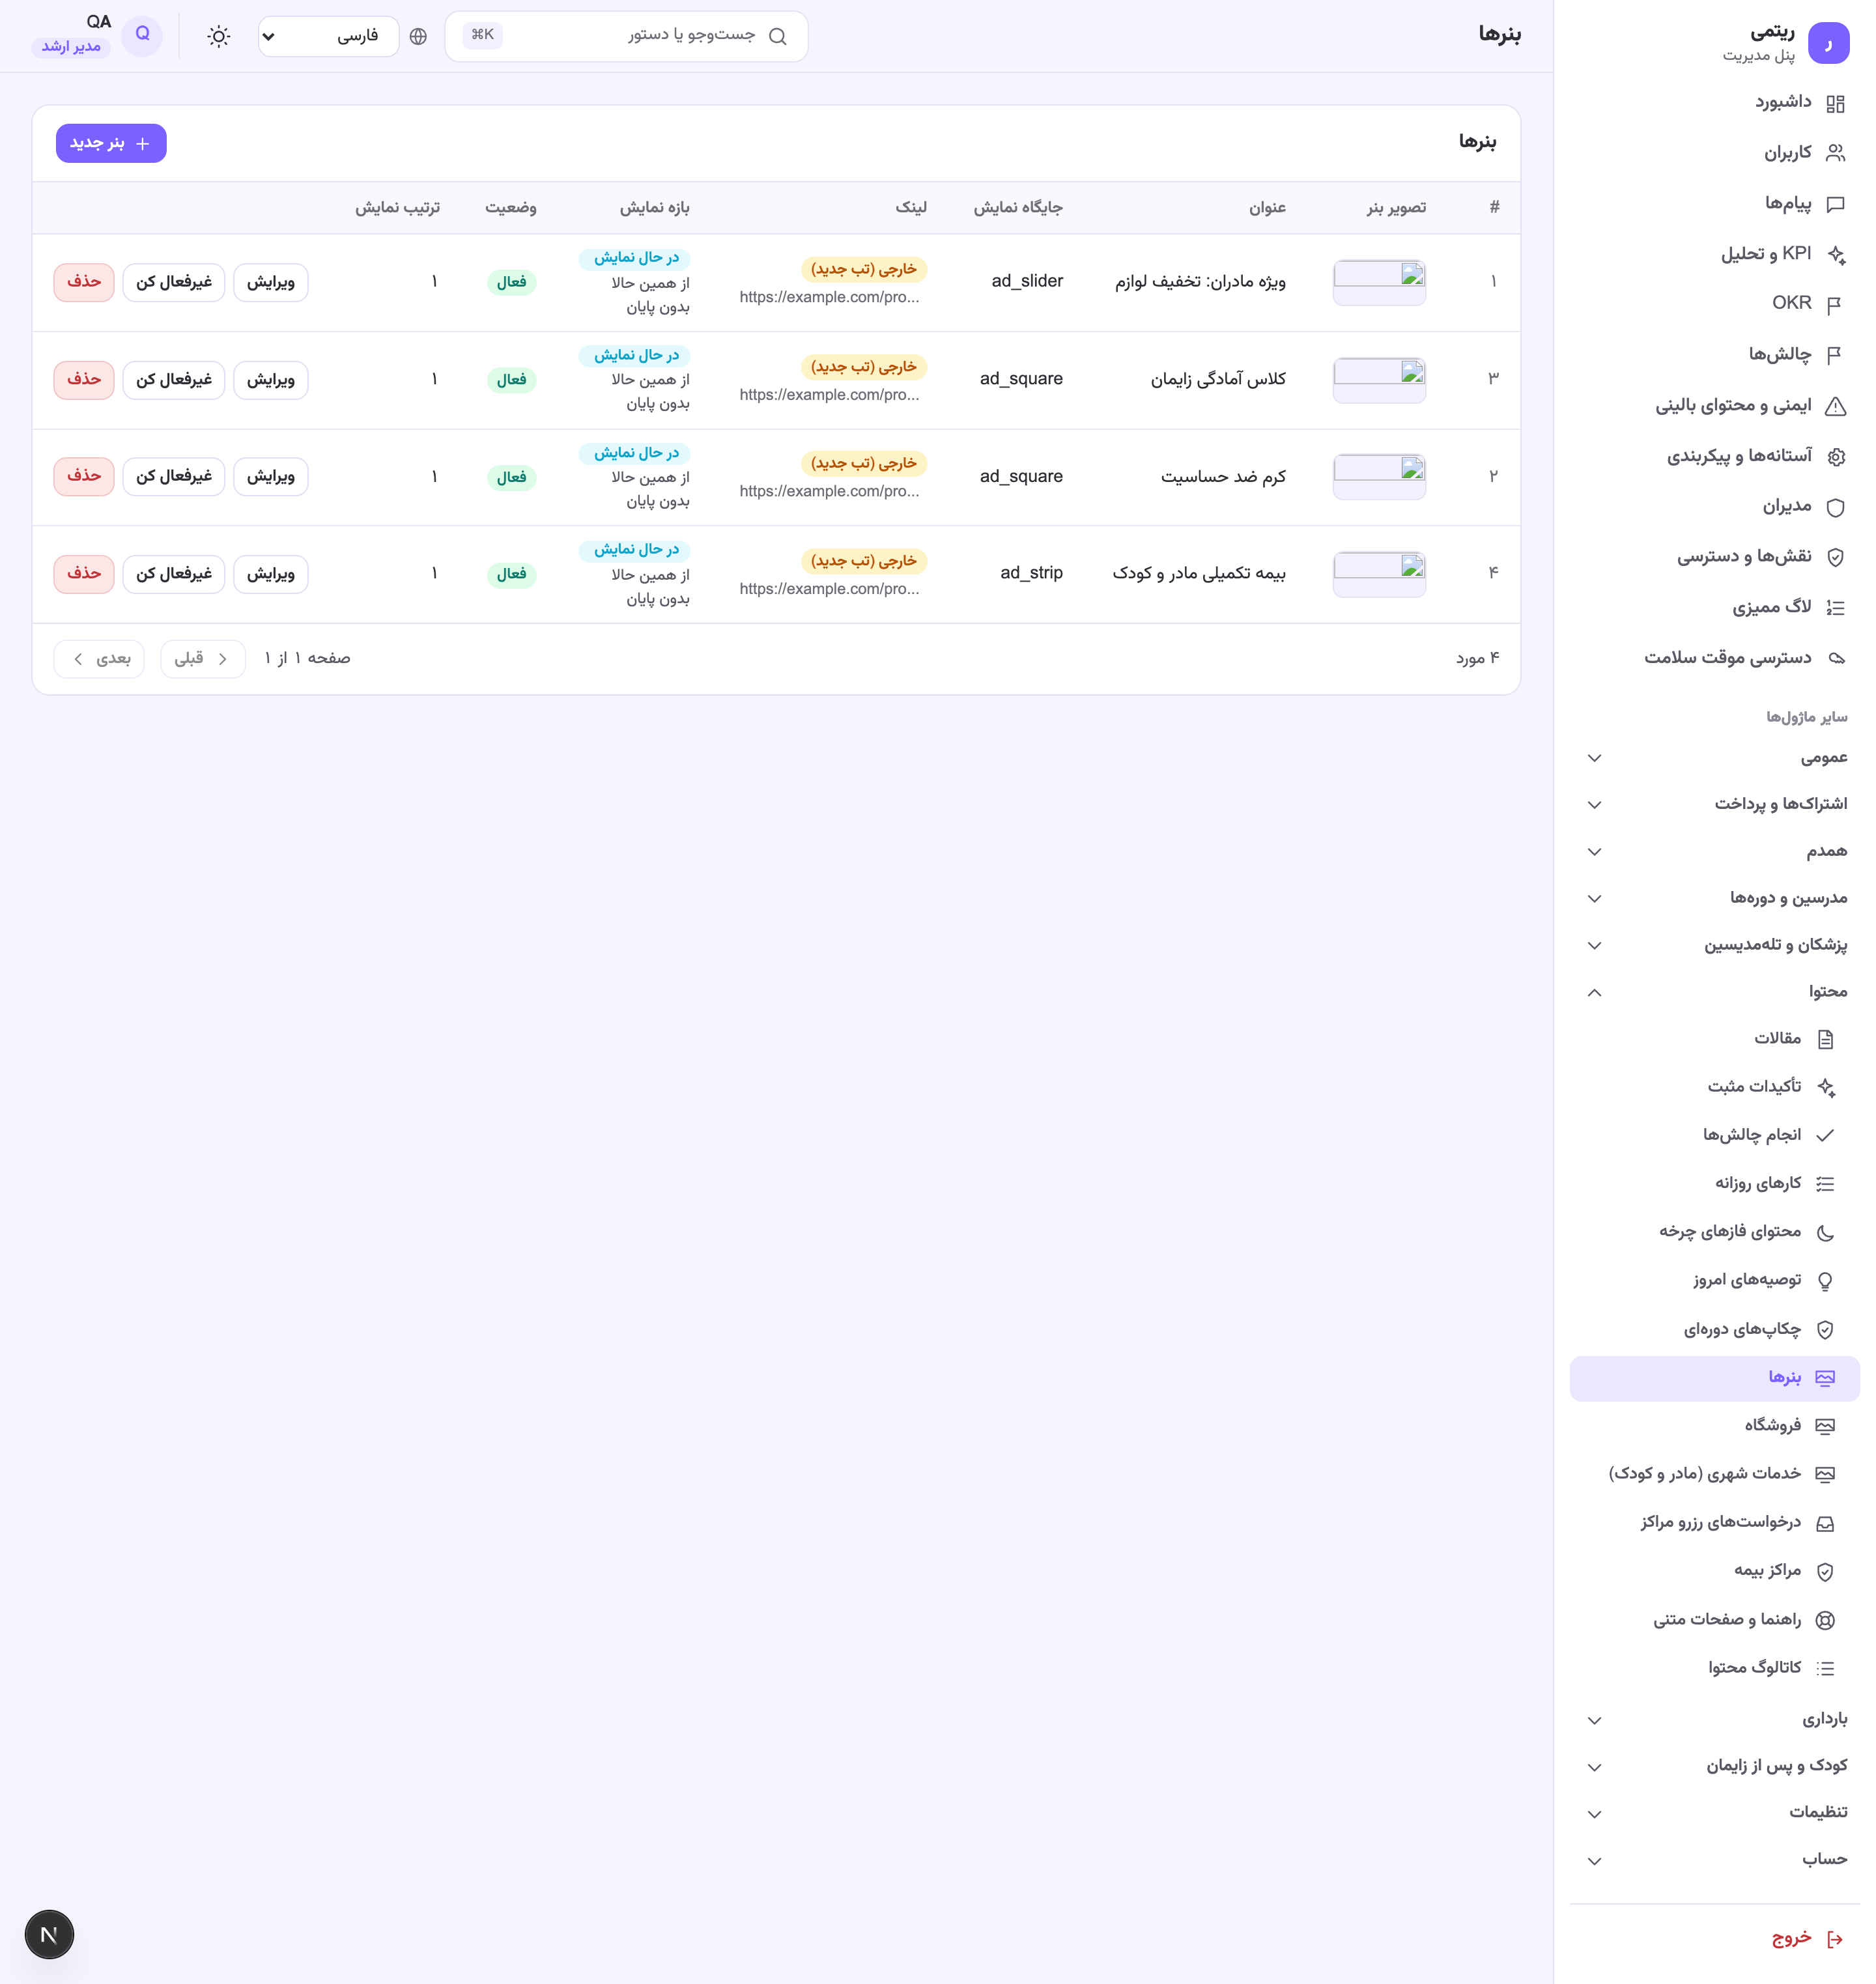 ر
ریتمی
پنل مدیریت
بنرها
جست‌وجو یا دستور
⌘K
فارسی
Q
QA
مدیر ارشد
داشبورد
کاربران
پیام‌ها
KPI و تحلیل
OKR
چالش‌ها
ایمنی و محتوای بالینی
آستانه‌ها و پیکربندی
مدیران
نقش‌ها و دسترسی
لاگ ممیزی
دسترسی موقت سلامت
سایر ماژول‌ها
عمومی
اشتراک‌ها و پرداخت
همدم
مدرسین و دوره‌ها
پزشکان و تله‌مدیسین
محتوا
مقالات
تأکیدات مثبت
انجام چالش‌ها
کارهای روزانه
محتوای فازهای چرخه
توصیه‌های امروز
چکاپ‌های دوره‌ای
بنرها
فروشگاه
خدمات شهری (مادر و کودک)
درخواست‌های رزرو مراکز
مراکز بیمه
راهنما و صفحات متنی
کاتالوگ محتوا
بارداری
کودک و پس از زایمان
تنظیمات
حساب
خروج
بنرها
+ بنر جدید
# تصویر بنر عنوان جایگاه نمایش لینک بازه نمایش وضعیت ترتیب نمایش
۱ ویژه مادران: تخفیف لوازم ad_slider خارجی (تب جدید) https://example.com/pro... در حال نمایش از همین حالا بدون پایان فعال ۱ ویرایش غیرفعال کن حذف
۳ کلاس آمادگی زایمان ad_square خارجی (تب جدید) https://example.com/pro... در حال نمایش از همین حالا بدون پایان فعال ۱ ویرایش غیرفعال کن حذف
۲ کرم ضد حساسیت ad_square خارجی (تب جدید) https://example.com/pro... در حال نمایش از همین حالا بدون پایان فعال ۱ ویرایش غیرفعال کن حذف
۴ بیمه تکمیلی مادر و کودک ad_strip خارجی (تب جدید) https://example.com/pro... در حال نمایش از همین حالا بدون پایان فعال ۱ ویرایش غیرفعال کن حذف
۴ مورد
صفحه ۱ از ۱
قبلی
بعدی
N